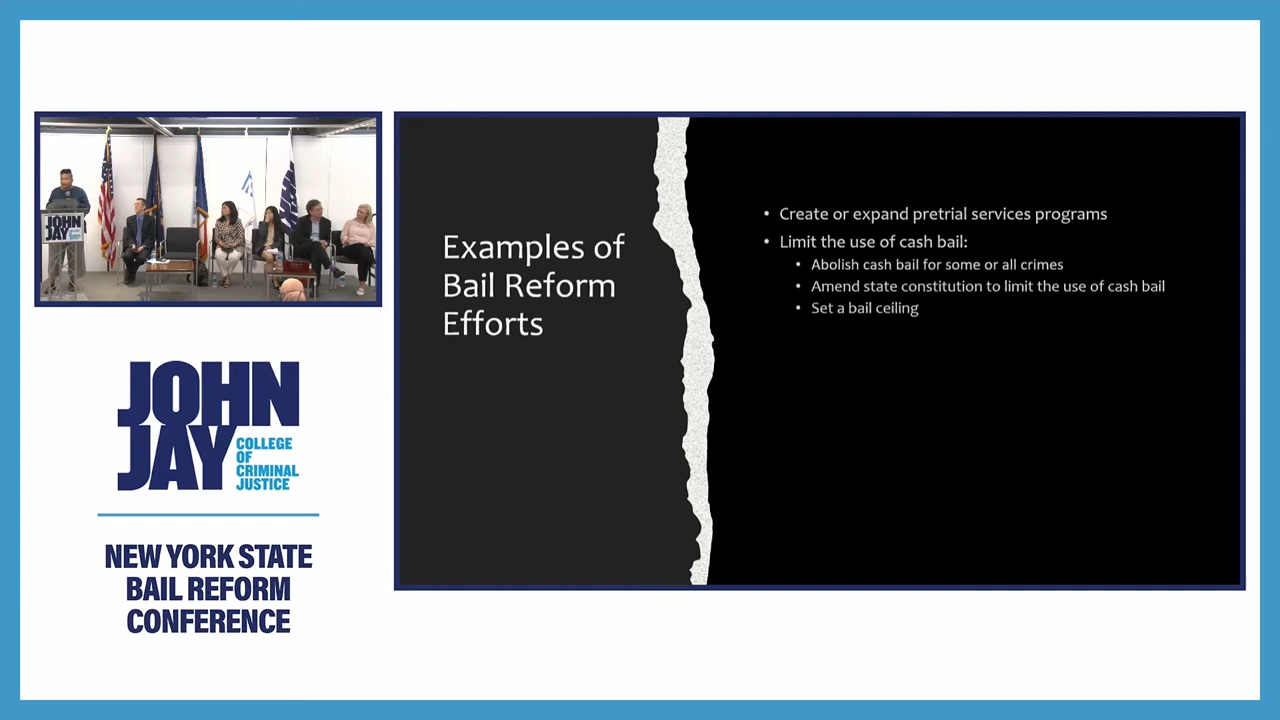 JOHN
JAY
Examples of
Bail Reform
Efforts
• Create or expand pretrial services programs
• Limit the use of cash bail:
• Abolish cash bail for some or all crimes
• Amend state constitution to limit the use of cash bail
• Set a bail ceiling
JOHN
JAY
COLLEGE
OF
CRIMINAL
JUSTICE
NEW YORK STATE
BAIL REFORM
CONFERENCE